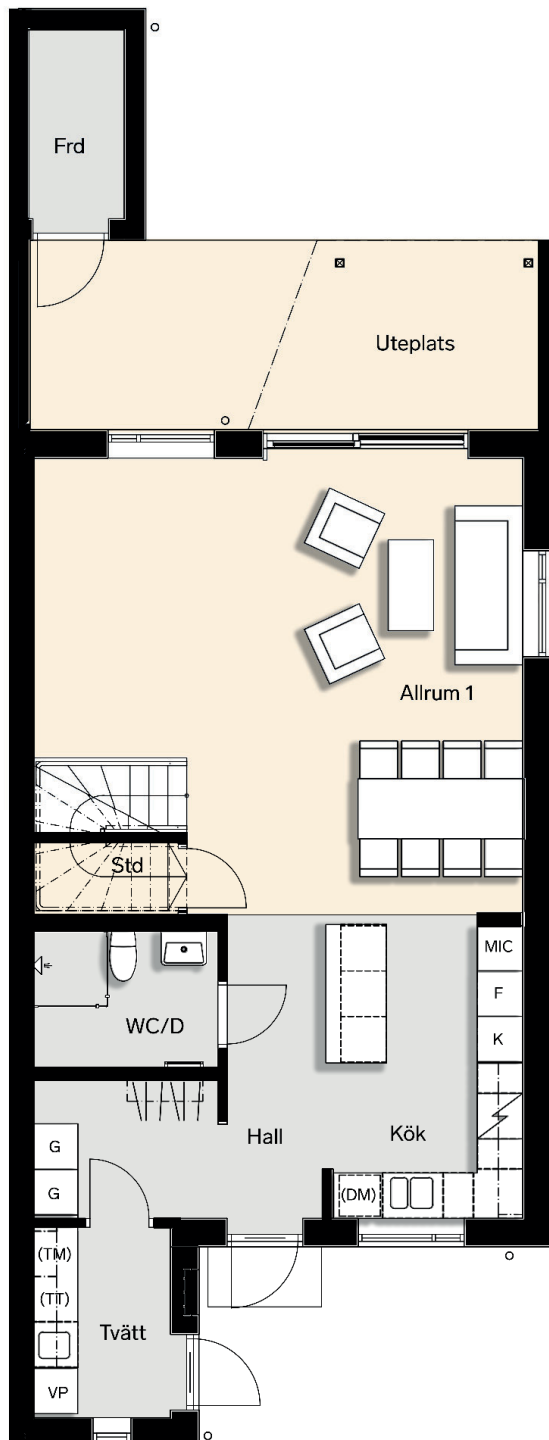 Frd
Uteplats
Allrum 1
Std
MIC
F
WC/D
K
Hall
Kök
G
G
(DM)
(TM)
(TT)
Tvätt
VP